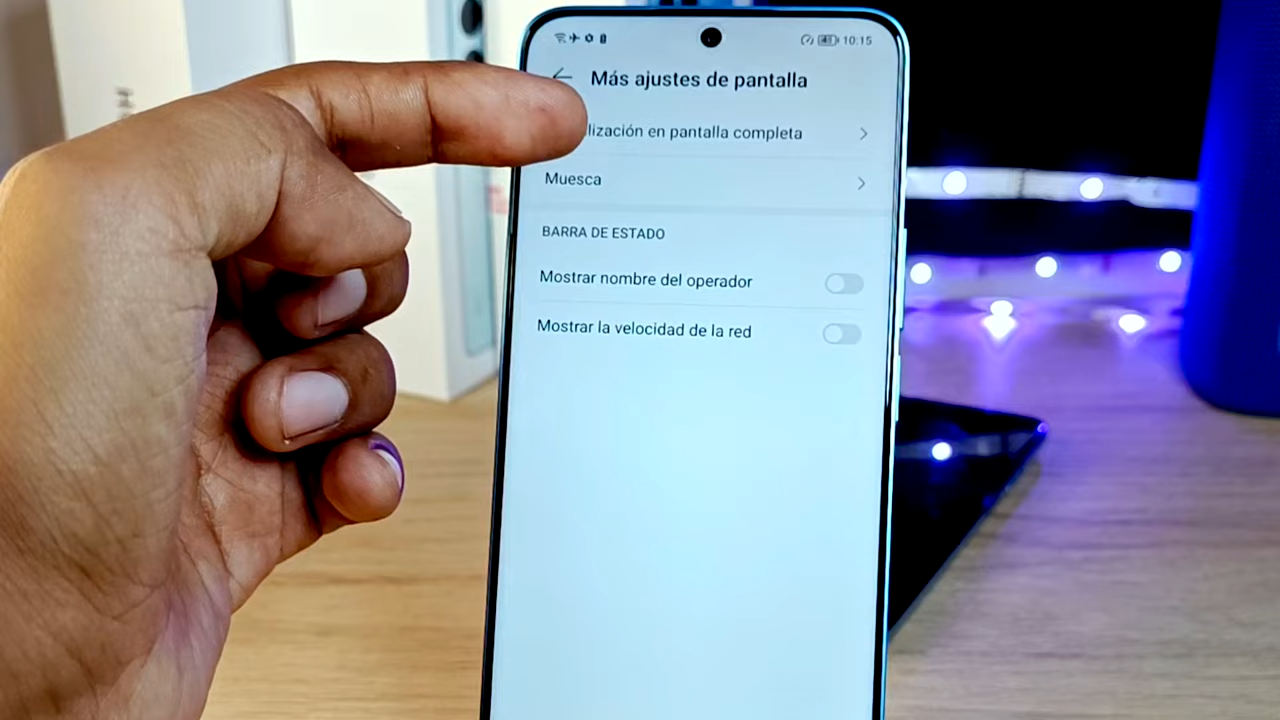 10:15
Más ajustes de pantalla
lización en pantalla completa
Muesca
BARRA DE ESTADO
Mostrar nombre del operador
Mostrar la velocidad de la red